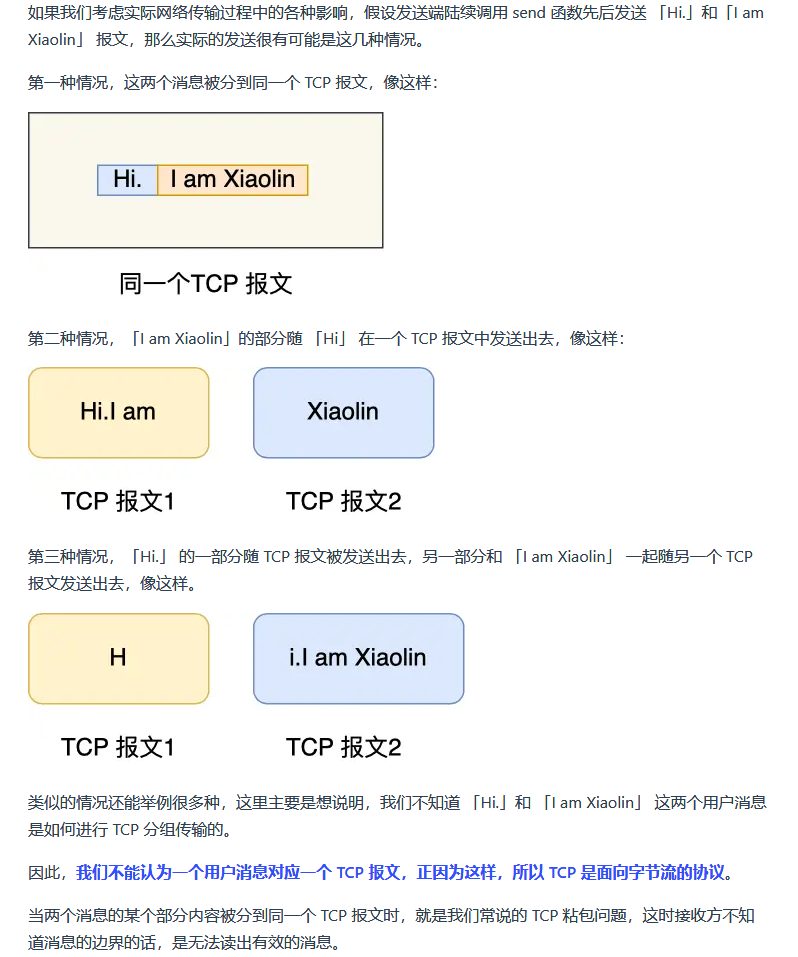 如果我们考虑实际网络传输过程中的各种影响，假设发送端陆续调用 send 函数先后发送 「Hi.」和「I am
Xiaolin」 报文，那么实际的发送很有可能是这几种情况。
第一种情况，这两个消息被分到同一个 TCP 报文，像这样：
Hi. I am Xiaolin
同一个TCP 报文
第二种情况，「I am Xiaolin」的部分随 「Hi」 在一个 TCP 报文中发送出去，像这样：
Hi.I am Xiaolin
TCP 报文1 TCP 报文2
第三种情况，「Hi.」 的一部分随 TCP 报文被发送出去，另一部分和 「I am Xiaolin」 一起随另一个 TCP
报文发送出去，像这样。
H i.I am Xiaolin
TCP 报文1 TCP 报文2
类似的情况还能举例很多种，这里主要是想说明，我们不知道 「Hi.」和 「I am Xiaolin」 这两个用户消息
是如何进行 TCP 分组传输的。
因此，我们不能认为一个用户消息对应一个 TCP 报文，正因为这样，所以 TCP 是面向字节流的协议。
当两个消息的某个部分内容被分到同一个 TCP 报文时，就是我们常说的 TCP 粘包问题，这时接收方不知
道消息的边界的话，是无法读出有效的消息。